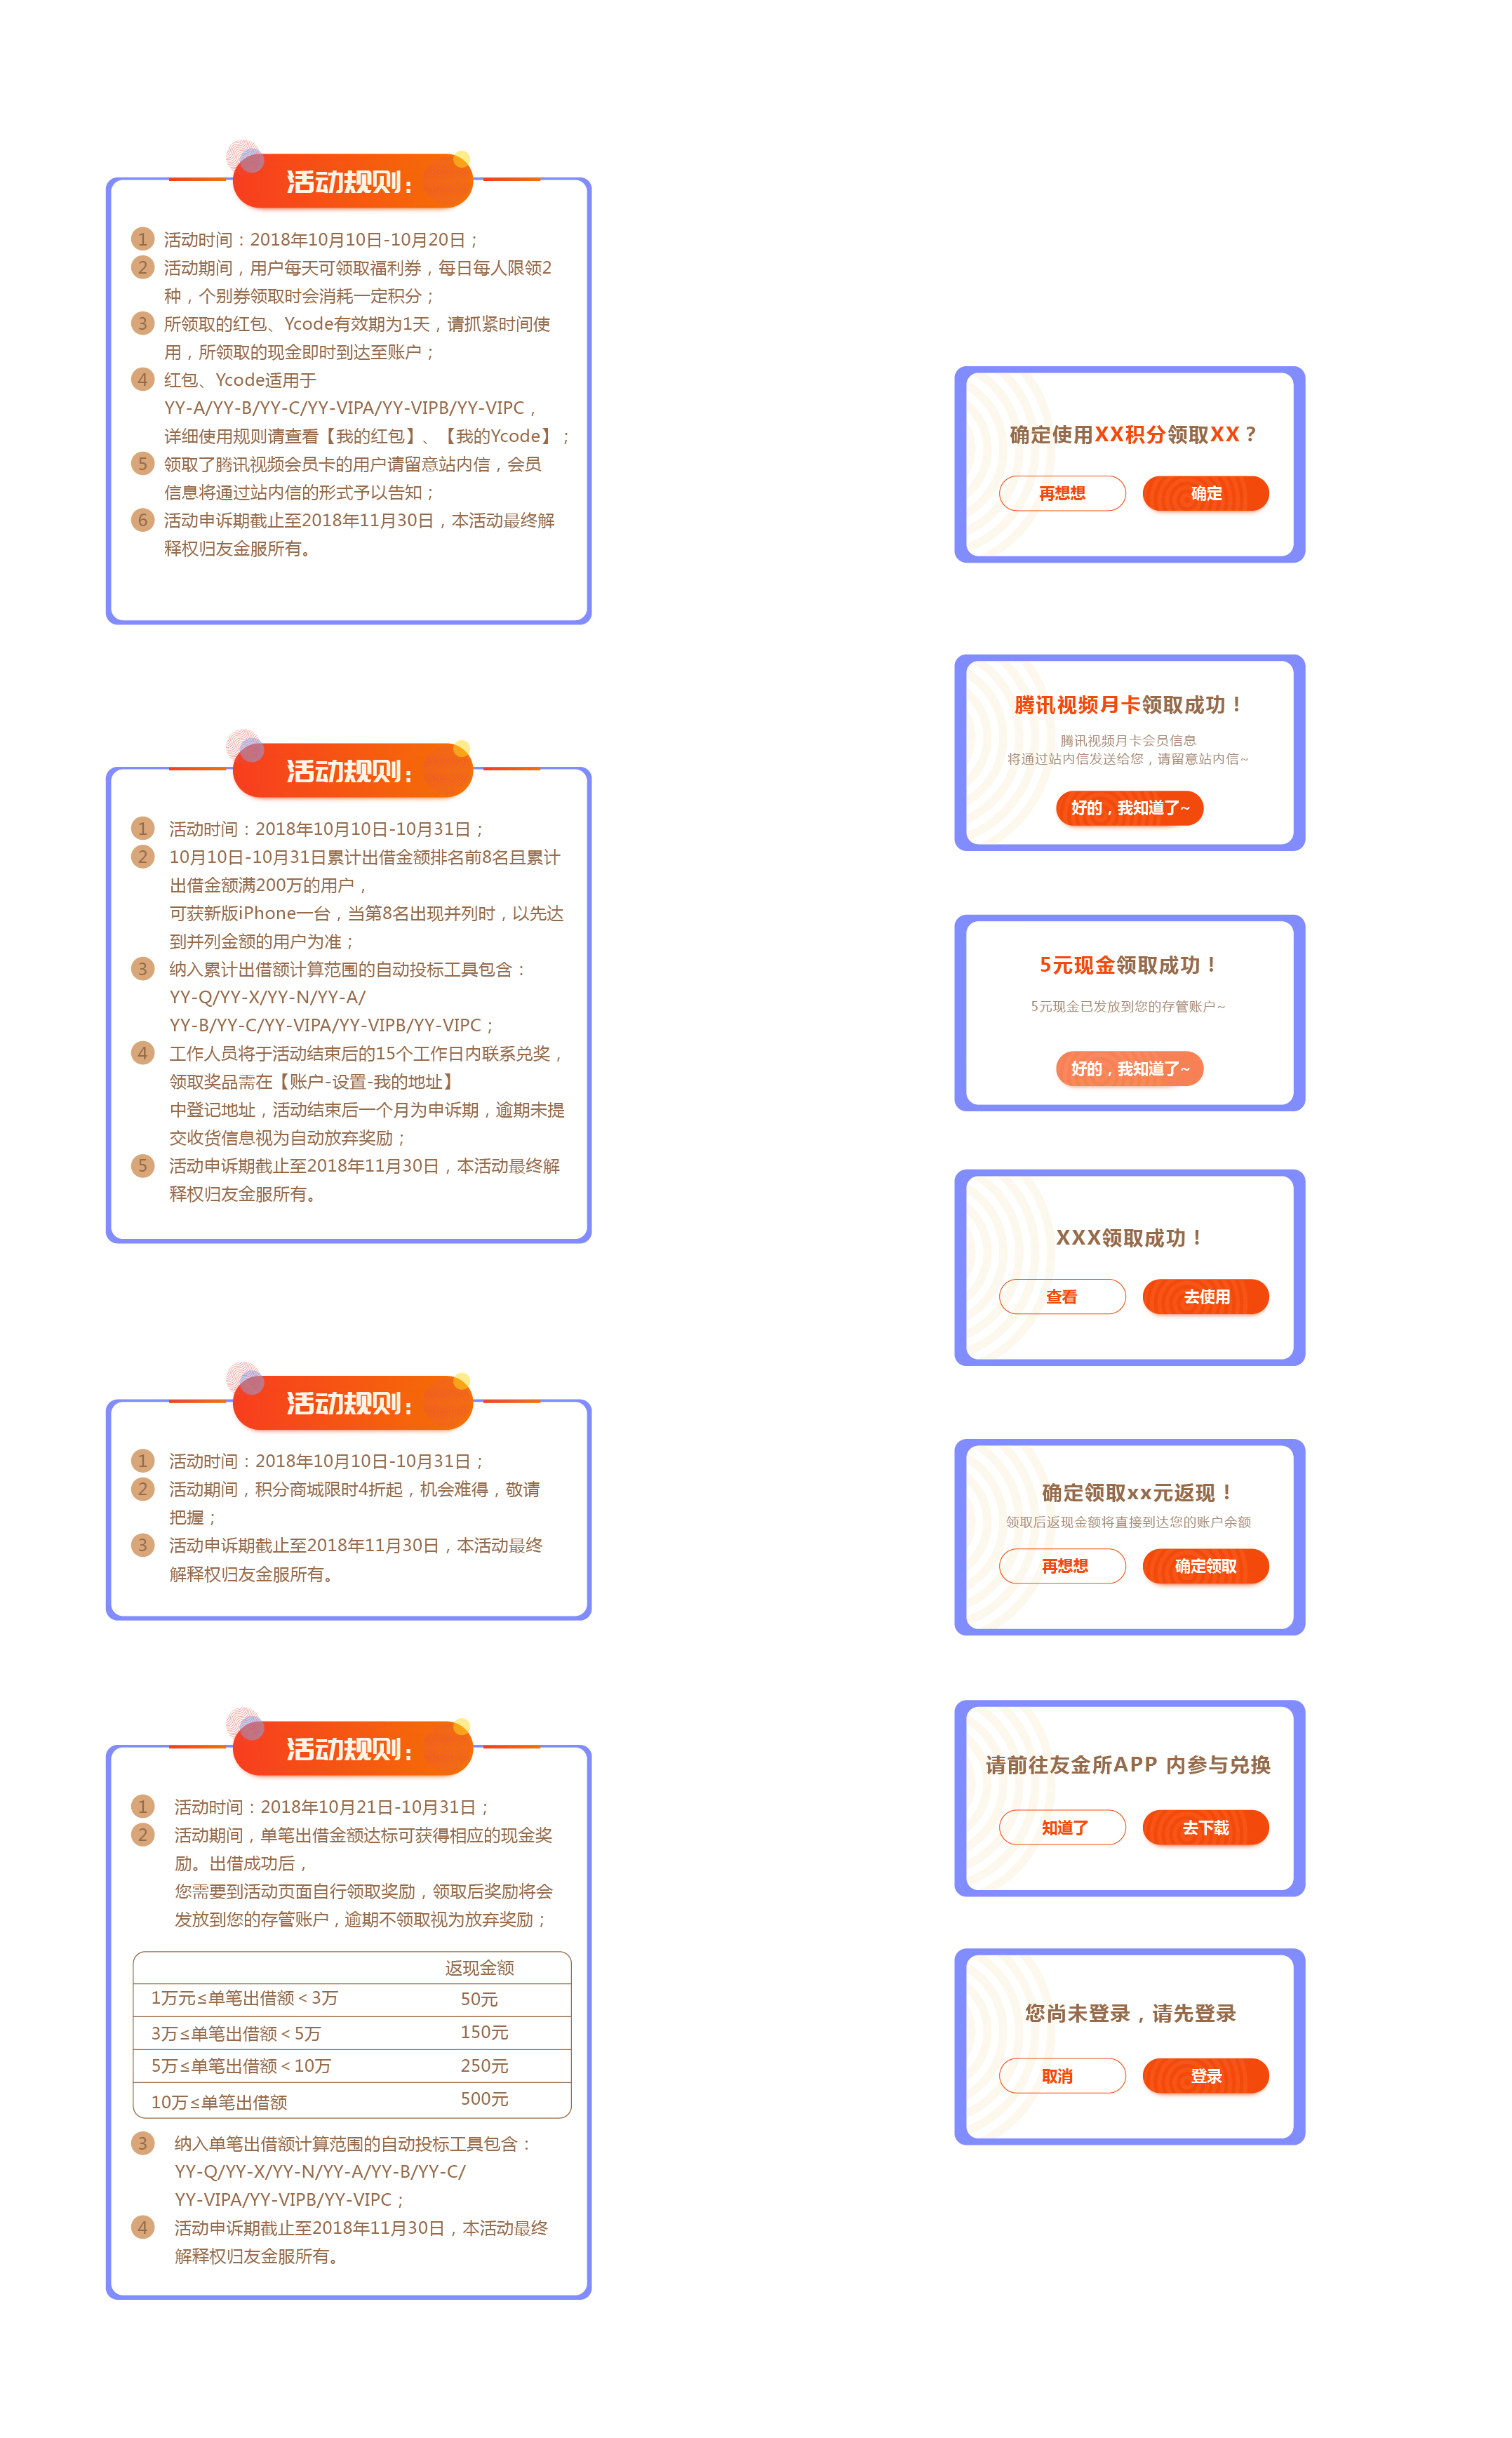 活动规则：
1 活动时间：2018年10月10日-10月20日；
2 活动期间，用户每天可领取福利券，每日每人限领2
种，个别券领取时会消耗一定积分；
3 所领取的红包、Ycode有效期为1天，请抓紧时间使
用，所领取的现金即时到达至账户；
4 红包、Ycode适用于
YY-A/YY-B/YY-C/YY-VIPA/YY-VIPB/YY-VIPC，
详细使用规则请查看【我的红包】、【我的Ycode】；
5 领取了腾讯视频会员卡的用户请留意站内信，会员
信息将通过站内信的形式予以告知；
6 活动申诉期截止至2018年11月30日，本活动最终解
释权归友金服所有。
活动规则：
1 活动时间：2018年10月10日-10月31日；
2 10月10日-10月31日累计出借金额排名前8名且累计
出借金额满200万的用户，
可获新版iPhone一台，当第8名出现并列时，以先达
到并列金额的用户为准；
3 纳入累计出借额计算范围的自动投标工具包含：
YY-Q/YY-X/YY-N/YY-A/
YY-B/YY-C/YY-VIPA/YY-VIPB/YY-VIPC；
4 工作人员将于活动结束后的15个工作日内联系兑奖，
领取奖品需在【账户-设置-我的地址】
中登记地址，活动结束后一个月为申诉期，逾期未提
交收货信息视为自动放弃奖励；
5 活动申诉期截止至2018年11月30日，本活动最终解
释权归友金服所有。
活动规则：
1 活动时间：2018年10月10日-10月31日；
2 活动期间，积分商城限时4折起，机会难得，敬请
把握；
3 活动申诉期截止至2018年11月30日，本活动最终
解释权归友金服所有。
活动规则：
1 活动时间：2018年10月21日-10月31日；
2 活动期间，单笔出借金额达标可获得相应的现金奖
励。出借成功后，
您需要到活动页面自行领取奖励，领取后奖励将会
发放到您的存管账户，逾期不领取视为放弃奖励；
返现金额
1万元≤单笔出借额＜3万 50元
3万≤单笔出借额＜5万 150元
5万≤单笔出借额＜10万 250元
10万≤单笔出借额 500元
3 纳入单笔出借额计算范围的自动投标工具包含：
YY-Q/YY-X/YY-N/YY-A/YY-B/YY-C/
YY-VIPA/YY-VIPB/YY-VIPC；
4 活动申诉期截止至2018年11月30日，本活动最终
解释权归友金服所有。
确定使用XX积分领取XX？
再想想 确定
腾讯视频月卡领取成功！
腾讯视频月卡会员信息
将通过站内信发送给您，请留意站内信~
好的，我知道了~
5元现金领取成功！
5元现金已发放到您的存管账户~
好的，我知道了~
XXX领取成功！
查看 去使用
确定领取xx元返现！
领取后返现金额将直接到达您的账户余额
再想想 确定领取
请前往友金所APP 内参与兑换
知道了 去下载
您尚未登录，请先登录
取消 登录